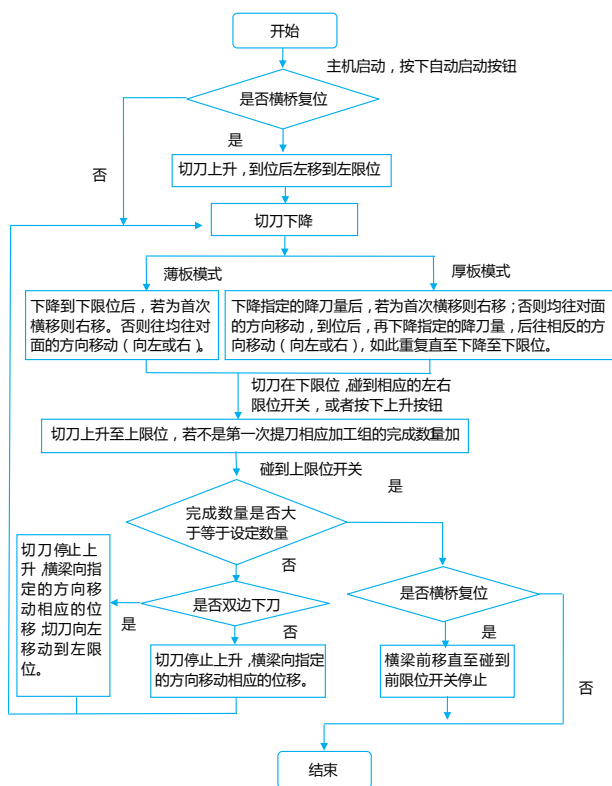 开始
主机启动，按下自动启动按钮
是否横桥复位
是
否
切刀上升，到位后左移到左限位
切刀下降
薄板模式
厚板模式
下降到下限位后，若为首次
横移则右移。否则往均往对
面的方向移动（向左或右）。
下降指定的降刀量后，若为首次横移则右移；否则均往对面
的方向移动，到位后，再下降指定的降刀量，后往相反的方
向移动（向左或右），如此重复直至下降至下限位。
切刀在下限位，碰到相应的左右
限位开关，或者按下上升按钮
切刀上升至上限位，若不是第一次提刀相应加工组的完成数量加
碰到上限位开关
是
完成数量是否大
于等于设定数量
否
切刀停止上
升，横梁向指
定的方向移
动相应的位
移，切刀向左
移动到左限
位。
是
是否双边下刀
否
切刀停止上升，横梁向指定
的方向移动相应的位移。
是否横桥复位
是
否
横梁前移直至碰到
前限位开关停止
结束